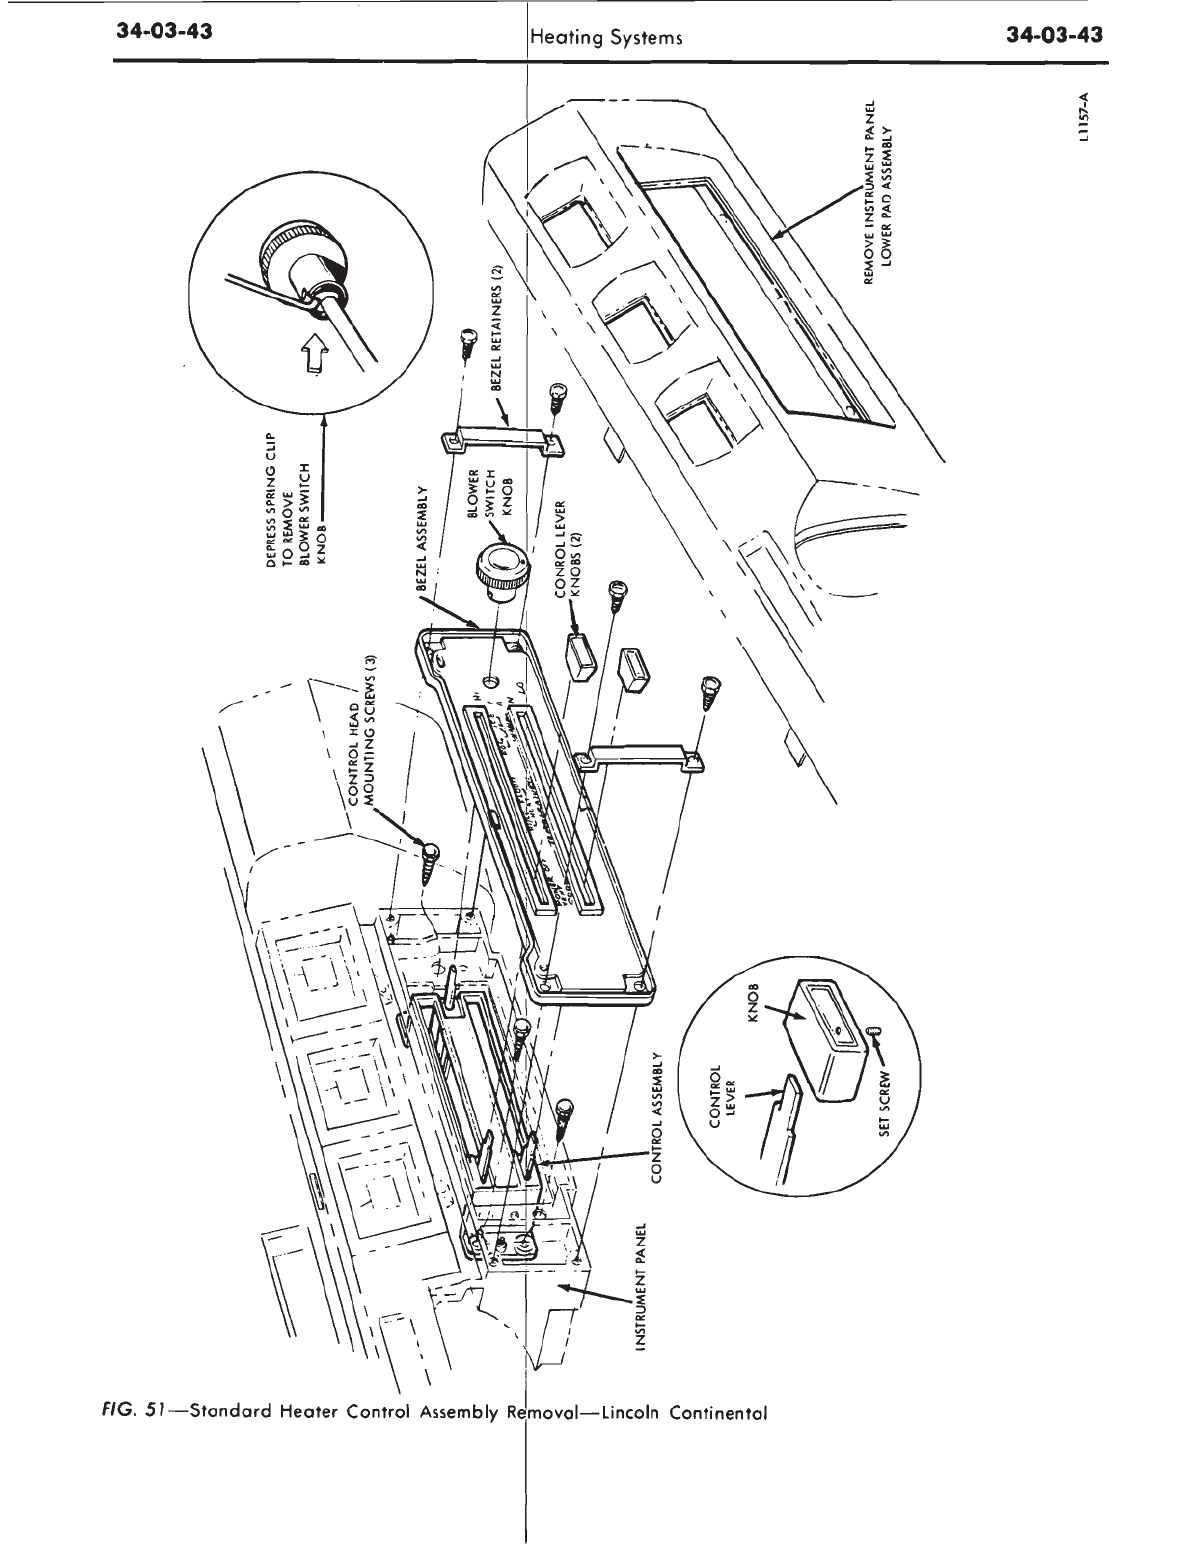 34-03-43
Heating Systems
34-03-43
L1157-A
REMOVE INSTRUMENT PANEL
LOWER PAD ASSEMBLY
DEPRESS SPRING CLIP
TO REMOVE
BLOWER SWITCH
KNOB
BEZEL RETAINERS (2)
BEZEL ASSEMBLY
BLOWER
SWITCH
KNOB
CONROL LEVER
KNOBS (2)
CONTROL HEAD
MOUNTING SCREWS (3)
HI
LO
KNOB
CONTROL
LEVER
SET SCREW
CONTROL ASSEMBLY
INSTRUMENT PANEL
FIG. 51—Standard Heater Control Assembly Removal—Lincoln Continental